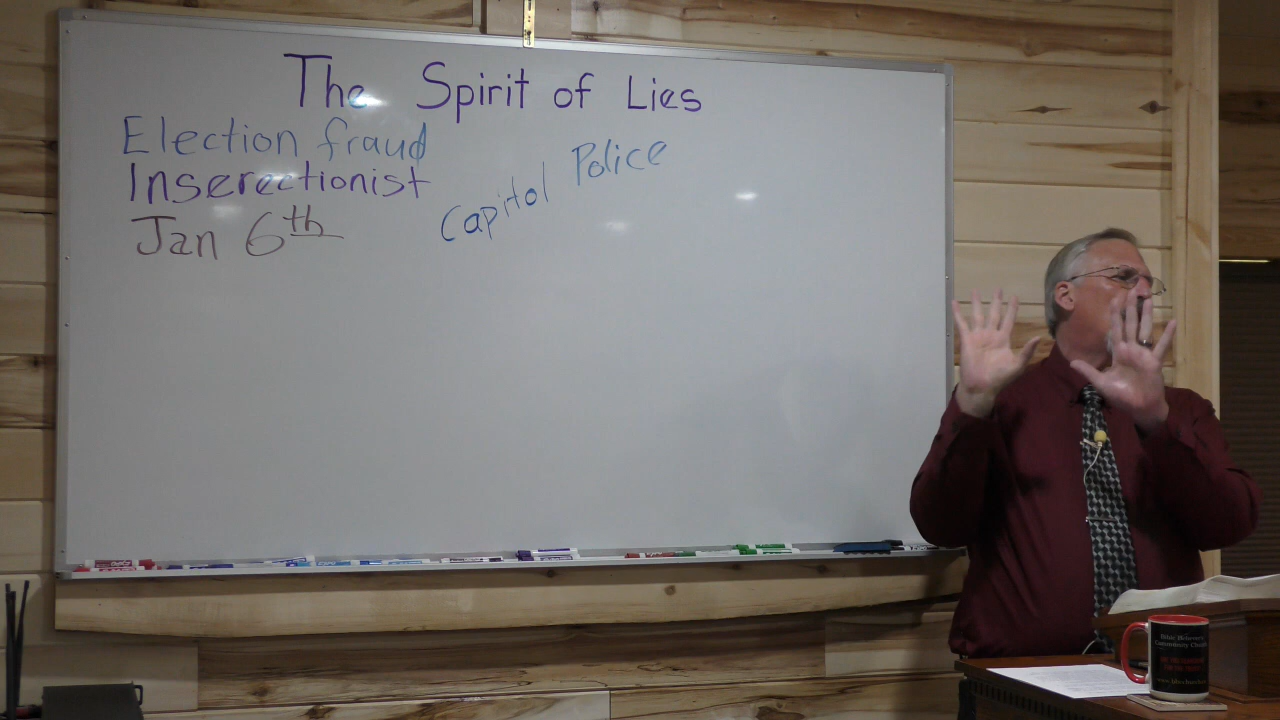 The Spirit of Lies
Election fraud
Inserectionist
Jan 6th
Capitol Police